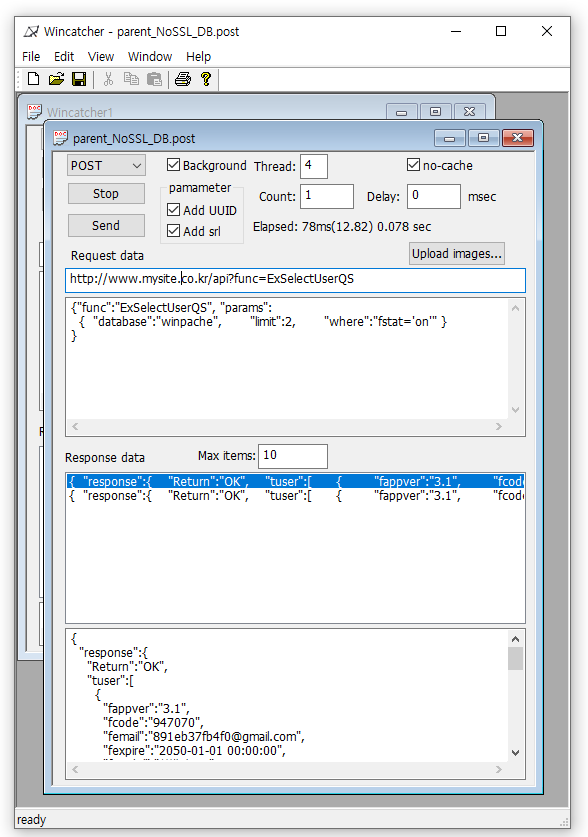 Wincatcher - parent_NoSSL_DB.post
File Edit View Window Help
Wincatcher1
parent_NoSSL_DB.post
POST Background Thread: 4 no-cache
Stop pamameter Count: 1 Delay: 0 msec
Add UUID
Send Add srl Elapsed: 78ms(12.82) 0.078 sec
Request data Upload images...
http://www.mysite.co.kr/api?func=ExSelectUserQS
{"func":"ExSelectUserQS", "params":
{ "database":"winpache", "limit":2, "where":"fstat='on'" }
}
Response data Max items: 10
{ "response":{ "Return":"OK", "tuser":[ { "fappver":"3.1", "fcode
{ "response":{ "Return":"OK", "tuser":[ { "fappver":"3.1", "fcode
{
"response":{
"Return":"OK",
"tuser":[
{
"fappver":"3.1",
"fcode":"947070",
"femail":"891eb37fb4f0@gmail.com",
"fexpire":"2050-01-01 00:00:00",
ready